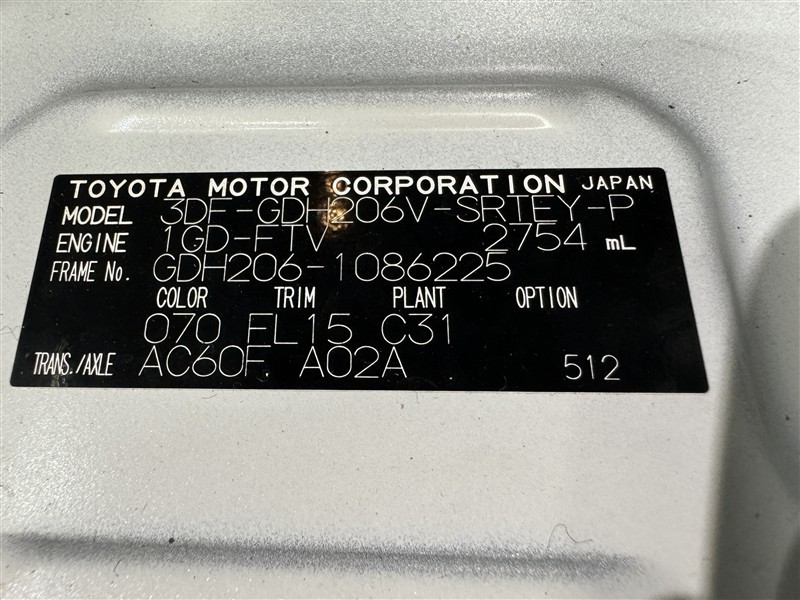 TOYOTA MOTOR CORPORATION JAPAN
MODEL 3DF-GDH206V-SRTEY-P
ENGINE 1GD-FTV 2754 mL
FRAME No. GDH206-1086225
COLOR TRIM PLANT OPTION
070 FL15 C31
TRANS./AXLE AC60F A02A 512